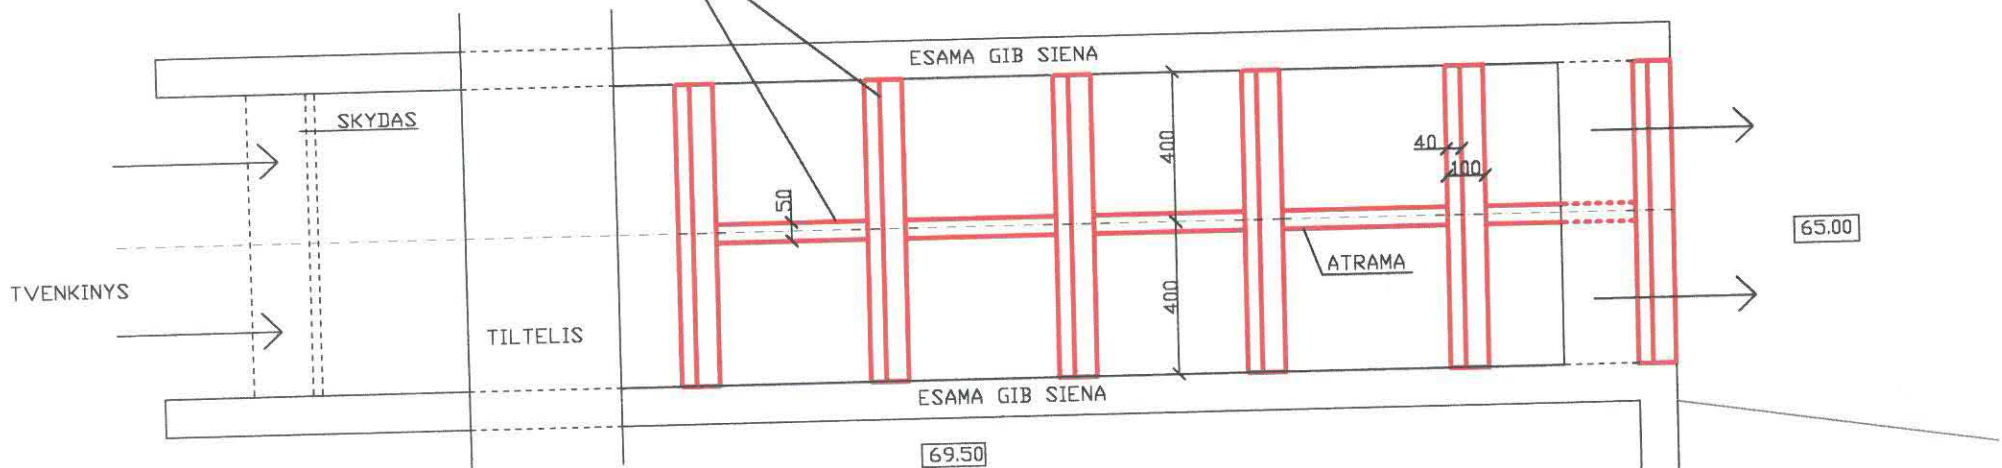 ESAMA GIB SIENA
SKYDAS
400
40
100
50
65.00
ATRAMA
TVENKINYS
400
TILTELIS
ESAMA GIB SIENA
69.50